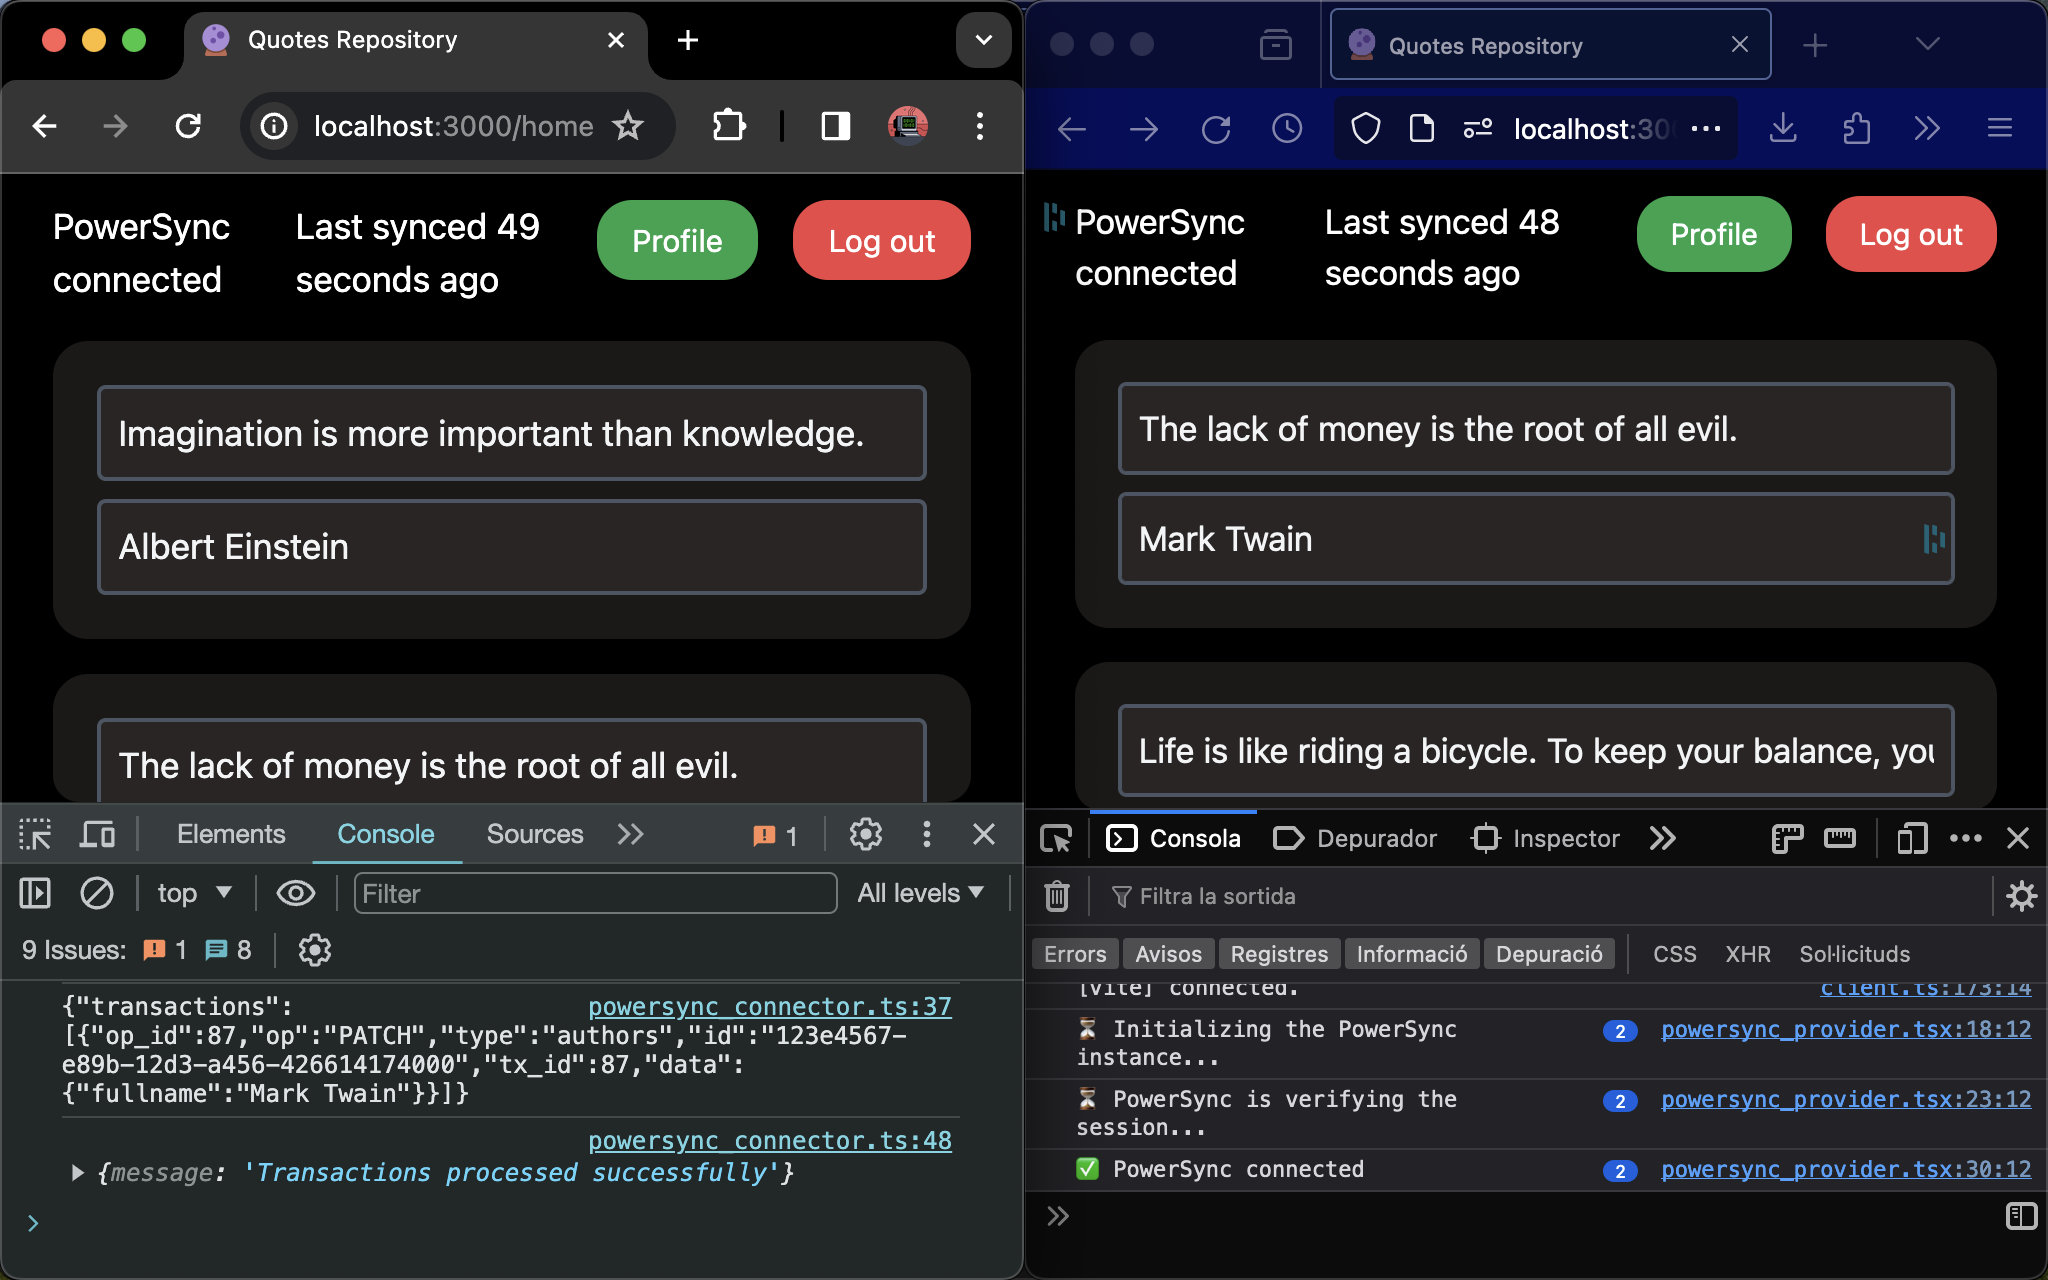 Quotes Repository
localhost:3000/home
PowerSync
connected
Last synced 49
seconds ago
Profile
Log out
Imagination is more important than knowledge.
Albert Einstein
The lack of money is the root of all evil.
Elements
Console
Sources
1
top
Filter
All levels
9 Issues:
1
8
{"transactions":
powersync_connector.ts:37
[{"op_id":87,"op":"PATCH","type":"authors","id":"123e4567-
e89b-12d3-a456-426614174000","tx_id":87,"data":
{"fullname":"Mark Twain"}}]}
powersync_connector.ts:48
{message: 'Transactions processed successfully'}
Quotes Repository
localhost:300
PowerSync
connected
Last synced 48
seconds ago
Profile
Log out
The lack of money is the root of all evil.
Mark Twain
Life is like riding a bicycle. To keep your balance, you
Consola
Depurador
Inspector
Filtra la sortida
Errors
Avisos
Registres
Informació
Depuració
CSS
XHR
Sol·licituds
[vite] connected.
client.ts:173:14
⏳ Initializing the PowerSync
instance...
2
powersync_provider.tsx:18:12
⏳ PowerSync is verifying the
session...
2
powersync_provider.tsx:23:12
✅ PowerSync connected
2
powersync_provider.tsx:30:12